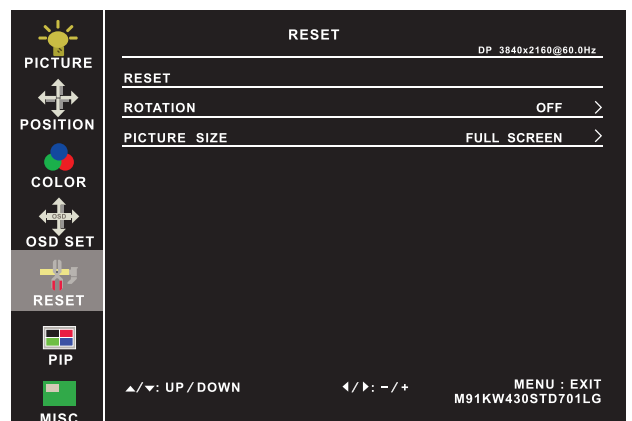 PICTURE
POSITION
COLOR
OSD
OSD SET
RESET
PIP
MISC
RESET
DP 3840x2160@60.0Hz
RESET
ROTATION OFF >
PICTURE SIZE FULL SCREEN >
▲/▼: UP/DOWN ◀/▶: -/+ MENU : EXIT
M91KW430STD701LG